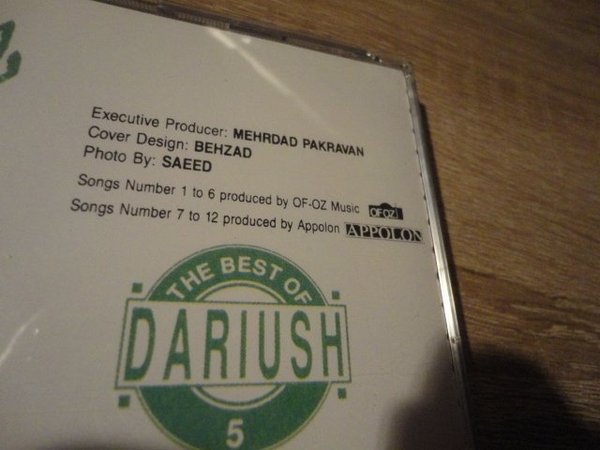 Executive Producer: MEHRDAD PAKRAVAN
Cover Design: BEHZAD
Photo By: SAEED
Songs Number 1 to 6 produced by OF-OZ Music OF-OZ
Songs Number 7 to 12 produced by Appolon APPOLON
THE BEST OF
DARIUSH
5